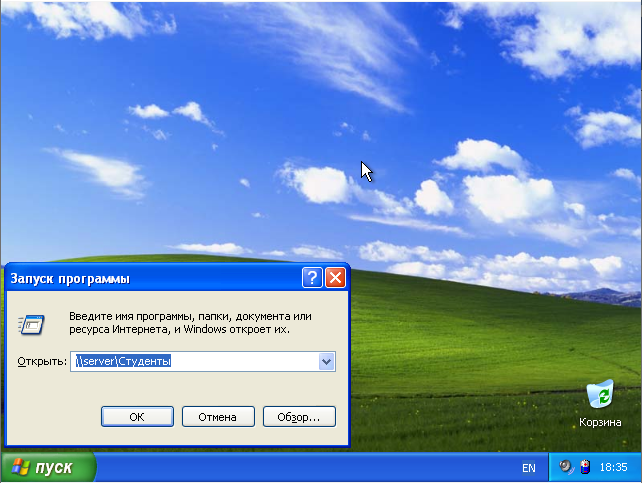 Запуск программы
Введите имя программы, папки, документа или
ресурса Интернета, и Windows откроет их.
Открыть: \\server\Студенты
OK Отмена Обзор...
Корзина
пуск EN 18:35